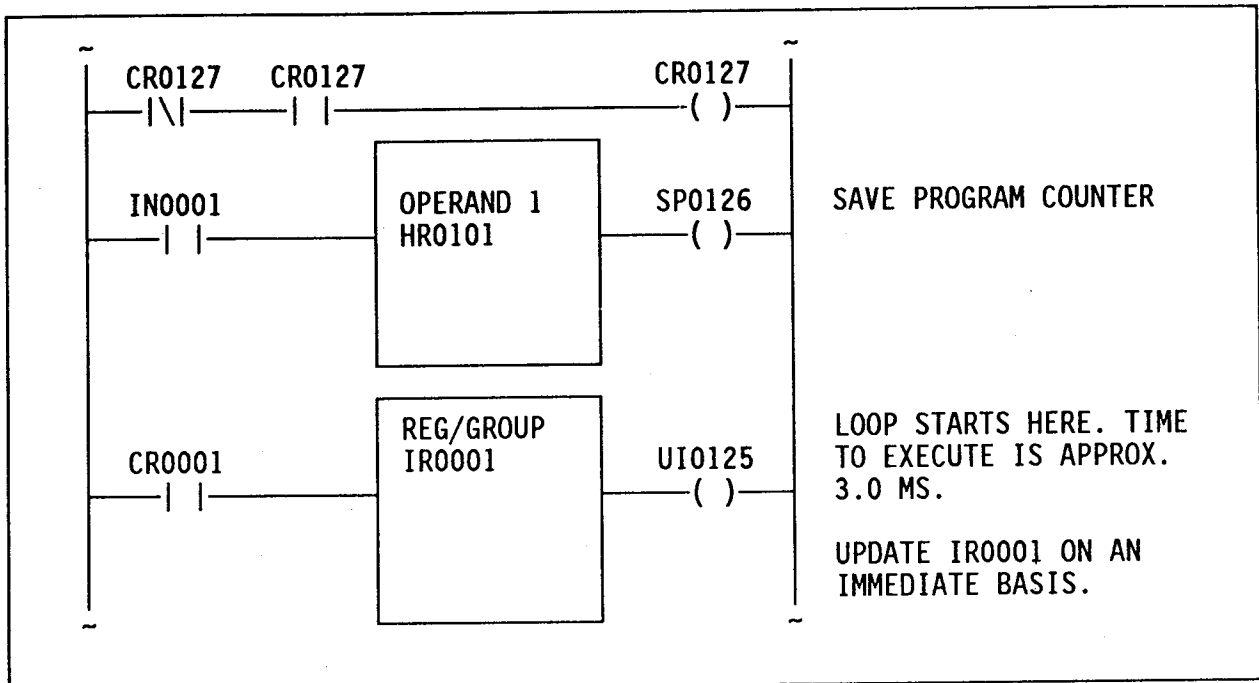 CR0127 CR0127 CR0127
IN0001 OPERAND 1 SP0126 SAVE PROGRAM COUNTER
HR0101
CR0001 REG/GROUP UI0125 LOOP STARTS HERE. TIME
IR0001 TO EXECUTE IS APPROX.
3.0 MS.
UPDATE IR0001 ON AN
IMMEDIATE BASIS.